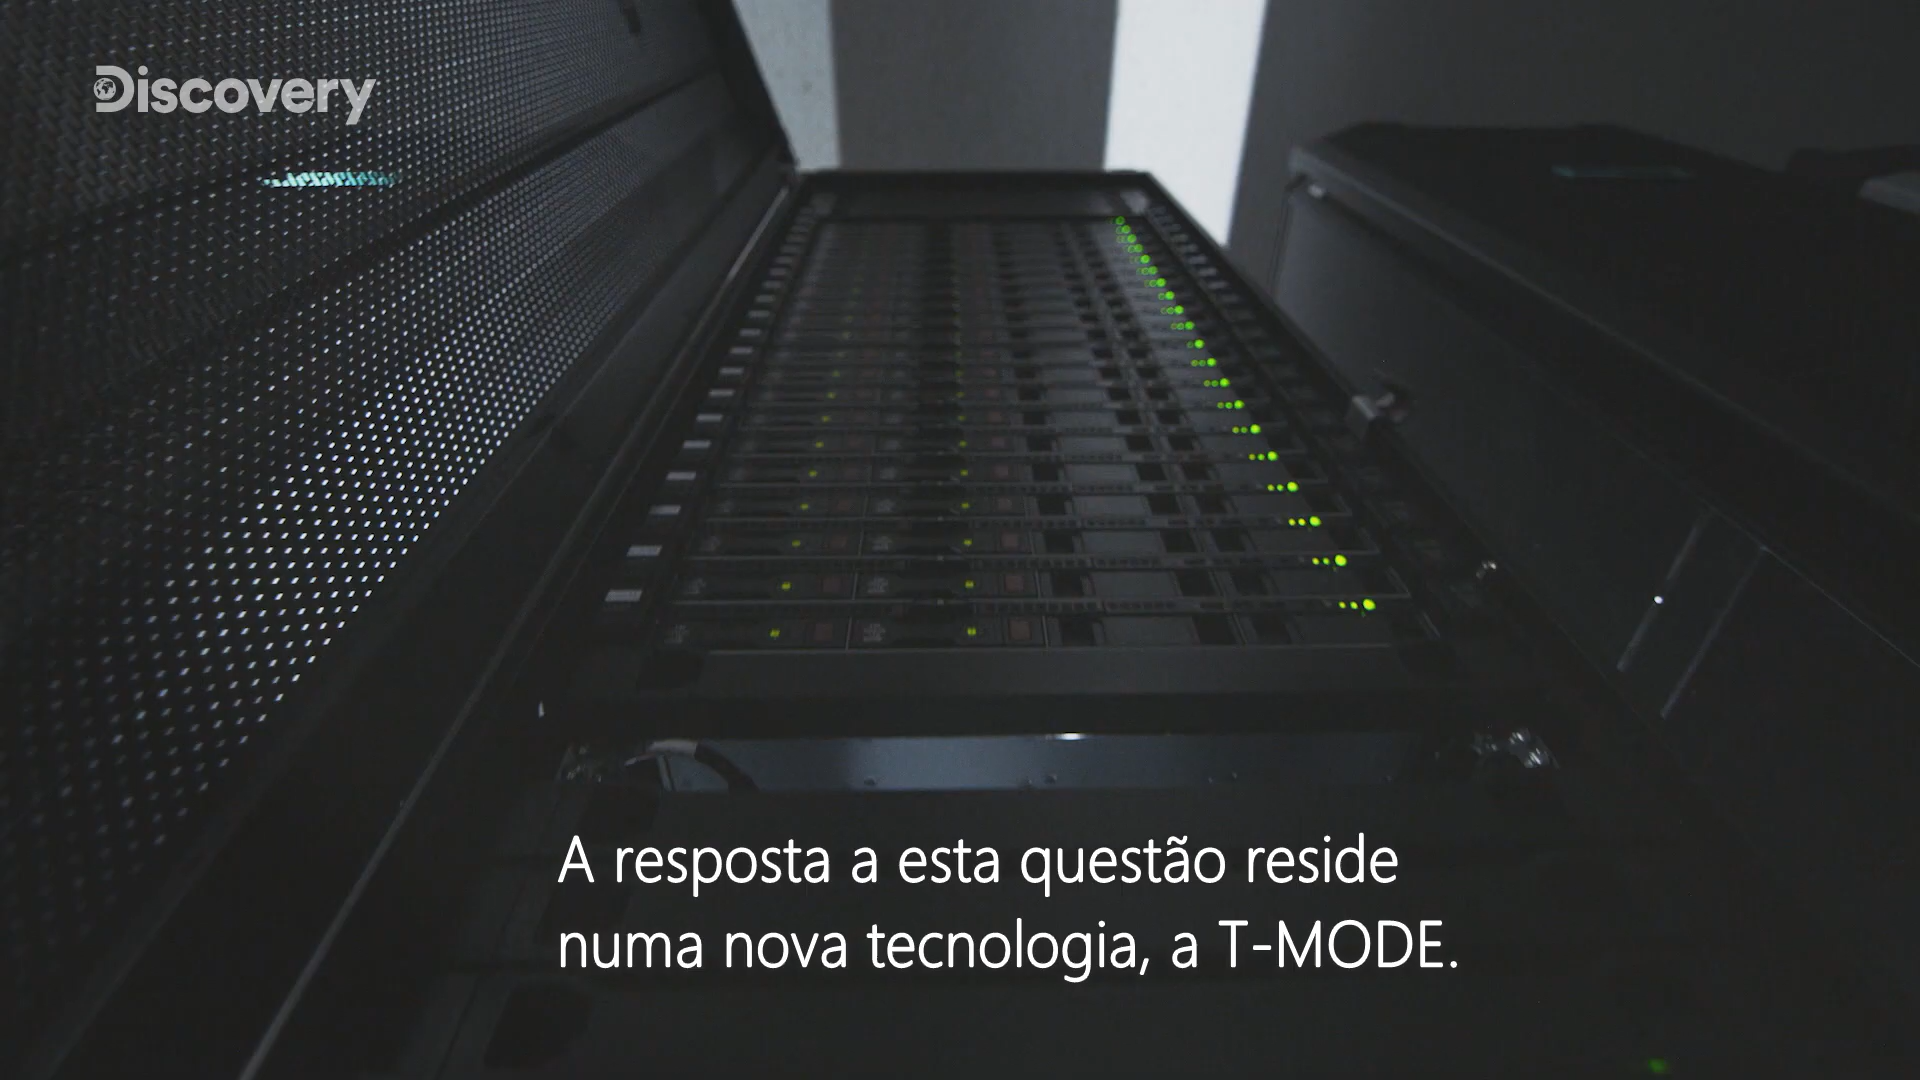 Discovery
A resposta a esta questão reside
numa nova tecnologia, a T-MODE.